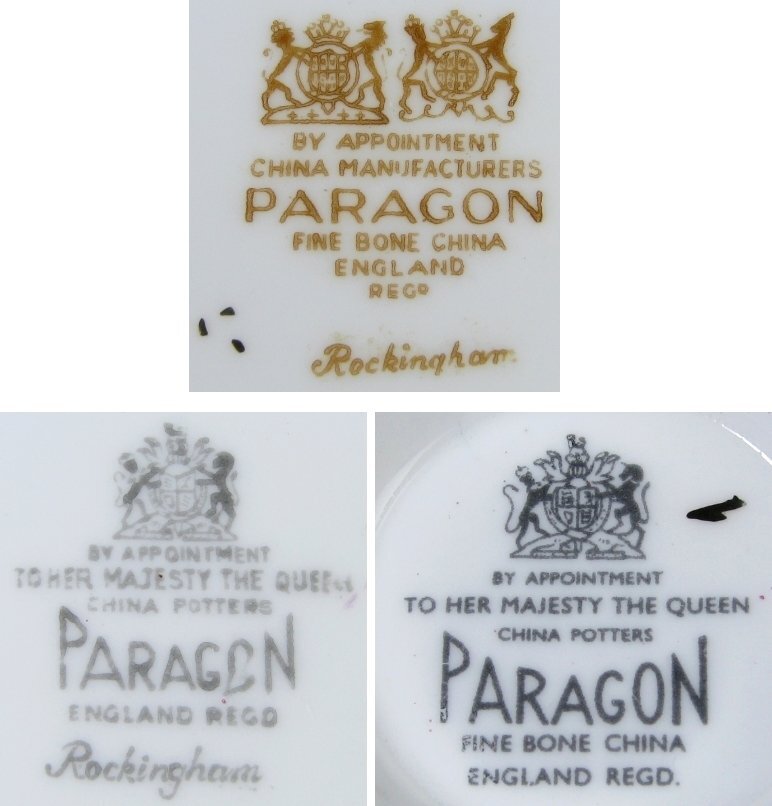 BY APPOINTMENT
CHINA MANUFACTURERS
PARAGON
FINE BONE CHINA
ENGLAND
REGD
Rockingham
BY APPOINTMENT
TO HER MAJESTY THE QUEEN
CHINA POTTERS
PARAGON
ENGLAND REGD
Rockingham
BY APPOINTMENT
TO HER MAJESTY THE QUEEN
CHINA POTTERS
PARAGON
FINE BONE CHINA
ENGLAND REGD.